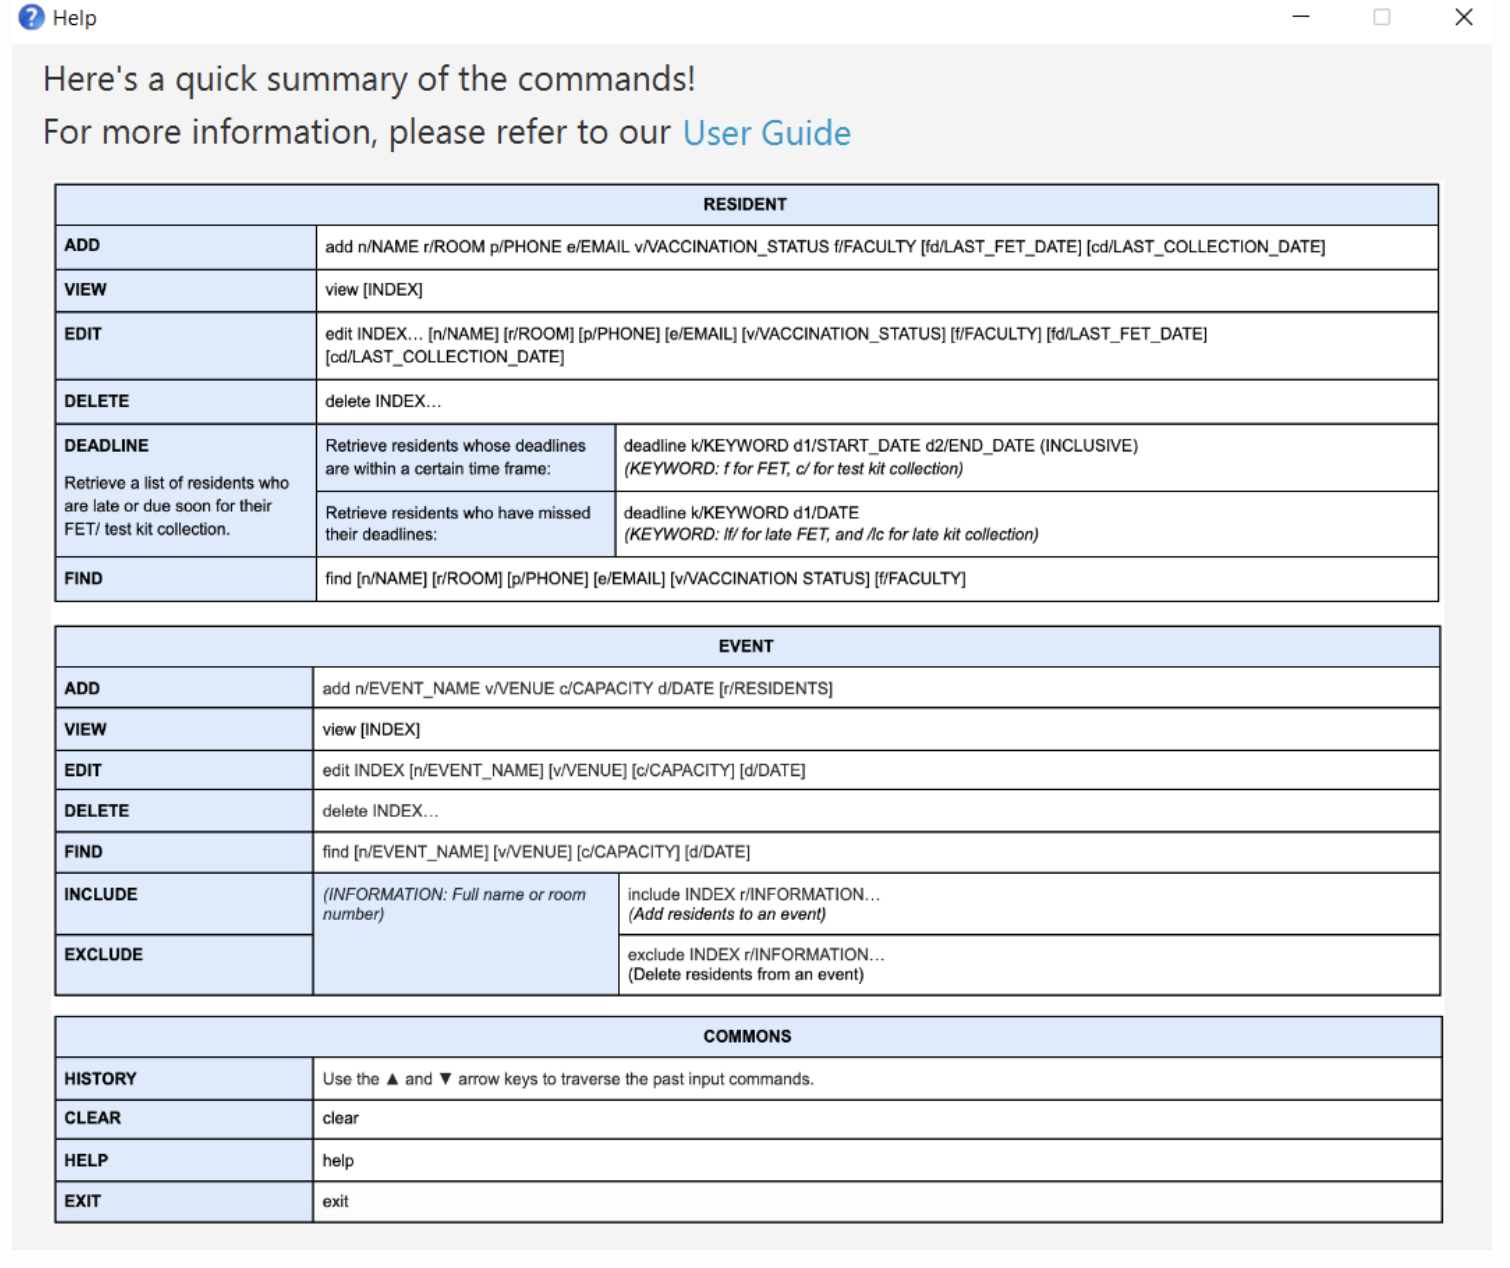 Help
Here's a quick summary of the commands!
For more information, please refer to our User Guide
RESIDENT
ADD
add n/NAME r/ROOM p/PHONE e/EMAIL v/VACCINATION_STATUS f/FACULTY [fd/LAST_FET_DATE] [cd/LAST_COLLECTION_DATE]
VIEW
view [INDEX]
EDIT
edit INDEX… [n/NAME] [r/ROOM] [p/PHONE] [e/EMAIL] [v/VACCINATION_STATUS] [f/FACULTY] [fd/LAST_FET_DATE]
[cd/LAST_COLLECTION_DATE]
DELETE
delete INDEX…
DEADLINE
Retrieve a list of residents who
are late or due soon for their
FET/ test kit collection.
Retrieve residents whose deadlines
are within a certain time frame:
deadline k/KEYWORD d1/START_DATE d2/END_DATE (INCLUSIVE)
(KEYWORD: f for FET, c/ for test kit collection)
Retrieve residents who have missed
their deadlines:
deadline k/KEYWORD d1/DATE
(KEYWORD: lf/ for late FET, and /lc for late kit collection)
FIND
find [n/NAME] [r/ROOM] [p/PHONE] [e/EMAIL] [v/VACCINATION STATUS] [f/FACULTY]
EVENT
ADD
add n/EVENT_NAME v/VENUE c/CAPACITY d/DATE [r/RESIDENTS]
VIEW
view [INDEX]
EDIT
edit INDEX [n/EVENT_NAME] [v/VENUE] [c/CAPACITY] [d/DATE]
DELETE
delete INDEX…
FIND
find [n/EVENT_NAME] [v/VENUE] [c/CAPACITY] [d/DATE]
INCLUDE
(INFORMATION: Full name or room
number)
include INDEX r/INFORMATION…
(Add residents to an event)
EXCLUDE
exclude INDEX r/INFORMATION…
(Delete residents from an event)
COMMONS
HISTORY
Use the ▲ and ▼ arrow keys to traverse the past input commands.
CLEAR
clear
HELP
help
EXIT
exit